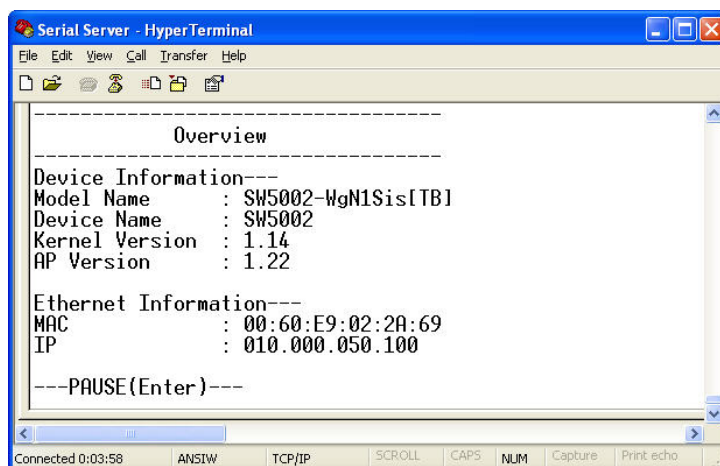 Serial Server - HyperTerminal
File Edit View Call Transfer Help
-------------------------------------
Overview
-------------------------------------
Device Information---
Model Name : SW5002-WgN1Sis[TB]
Device Name : SW5002
Kernel Version : 1.14
AP Version : 1.22
Ethernet Information---
MAC : 00:60:E9:02:2A:69
IP : 010.000.050.100
---PAUSE(Enter)---
Connected 0:03:58 ANSIW TCP/IP SCROLL CAPS NUM Capture Print echo